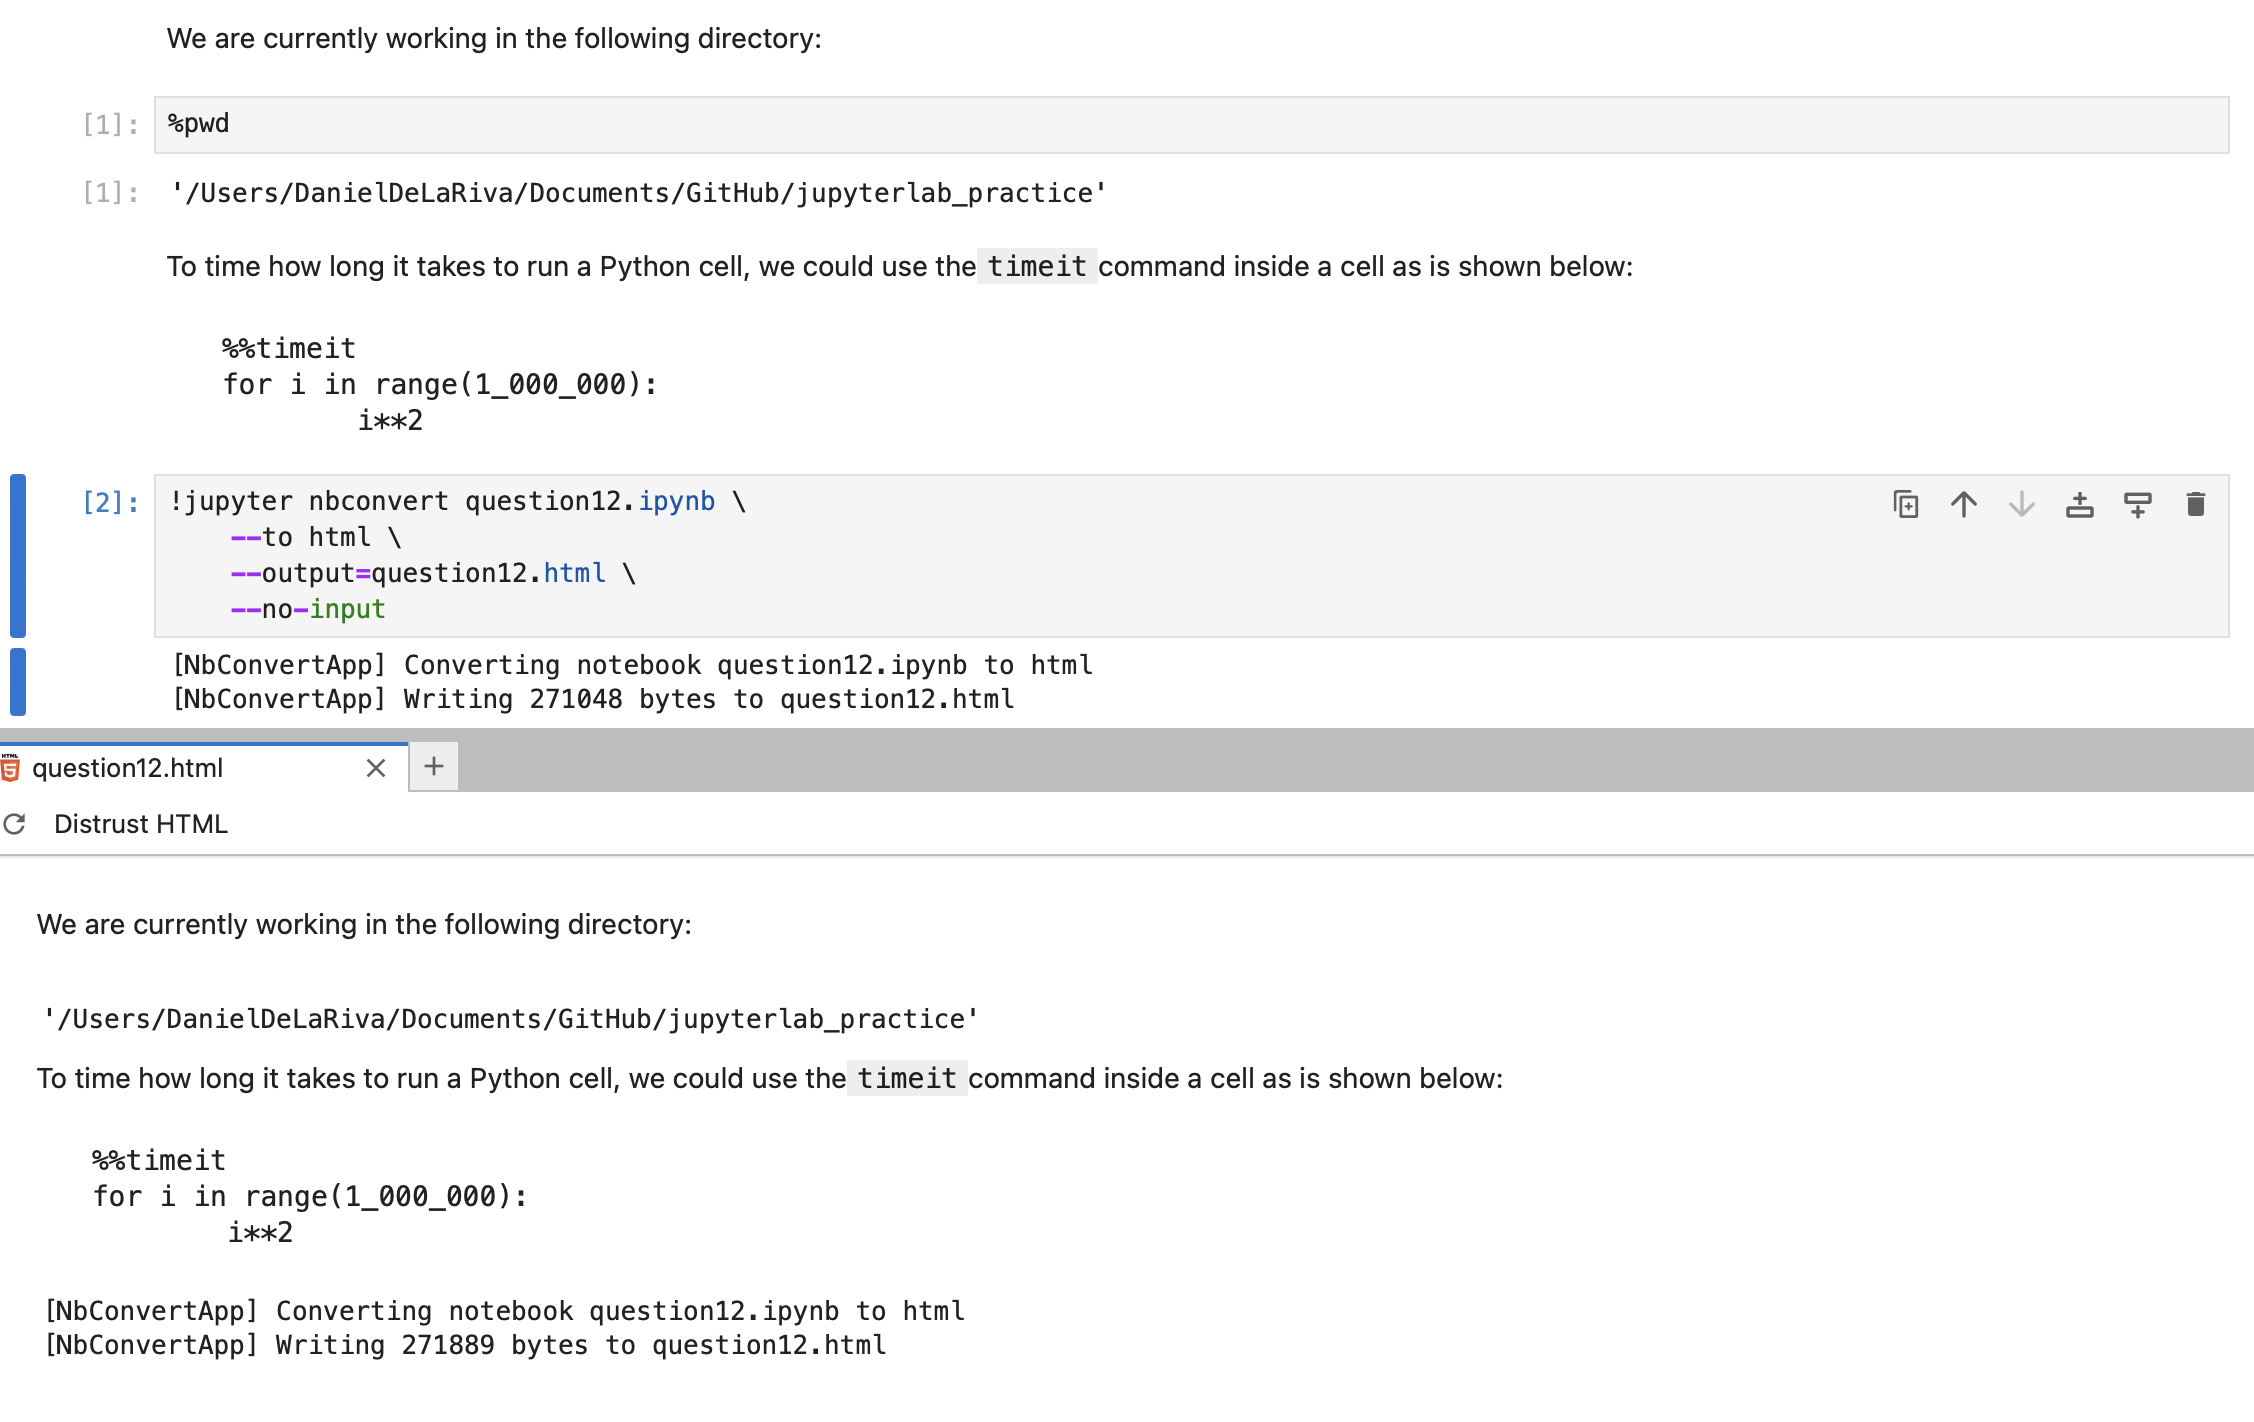 We are currently working in the following directory:
[1]: %pwd
[1]: '/Users/DanielDeLaRiva/Documents/GitHub/jupyterlab_practice'
To time how long it takes to run a Python cell, we could use the timeit command inside a cell as is shown below:
%%timeit
for i in range(1_000_000):
        i**2
[2]: !jupyter nbconvert question12.ipynb \
    --to html \
    --output=question12.html \
    --no-input
[NbConvertApp] Converting notebook question12.ipynb to html
[NbConvertApp] Writing 271048 bytes to question12.html
HTML 5 question12.html
Distrust HTML
We are currently working in the following directory:
'/Users/DanielDeLaRiva/Documents/GitHub/jupyterlab_practice'
To time how long it takes to run a Python cell, we could use the timeit command inside a cell as is shown below:
%%timeit
for i in range(1_000_000):
        i**2
[NbConvertApp] Converting notebook question12.ipynb to html
[NbConvertApp] Writing 271889 bytes to question12.html